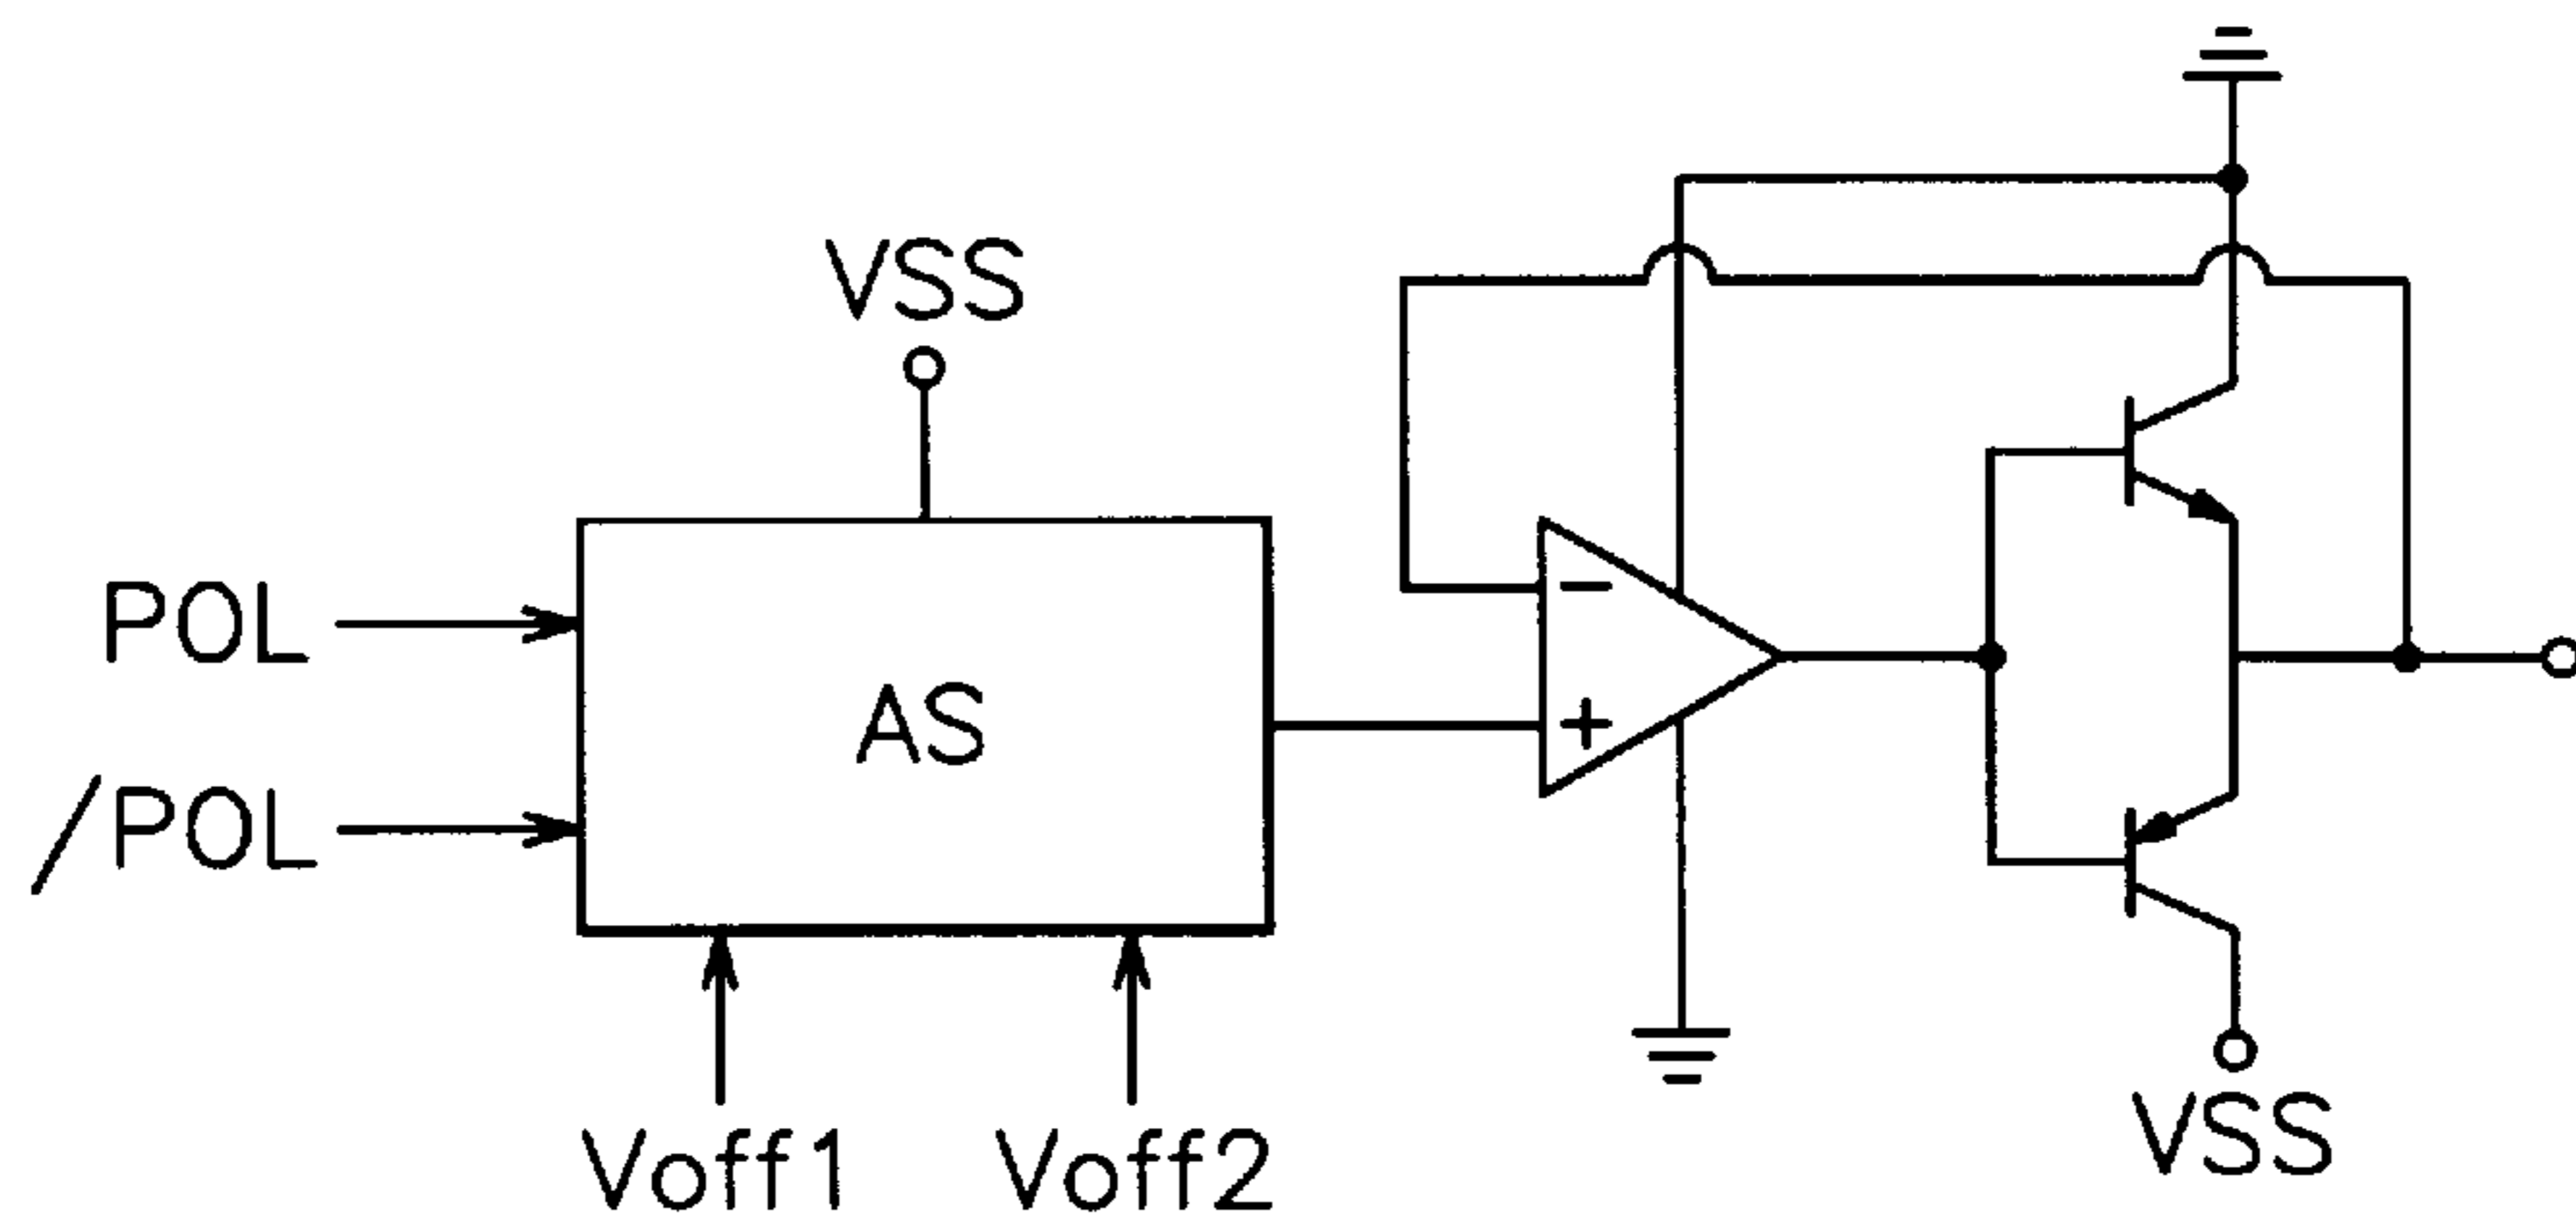 VSS
POL
AS
/POL
−
+
Voff1
Voff2
VSS